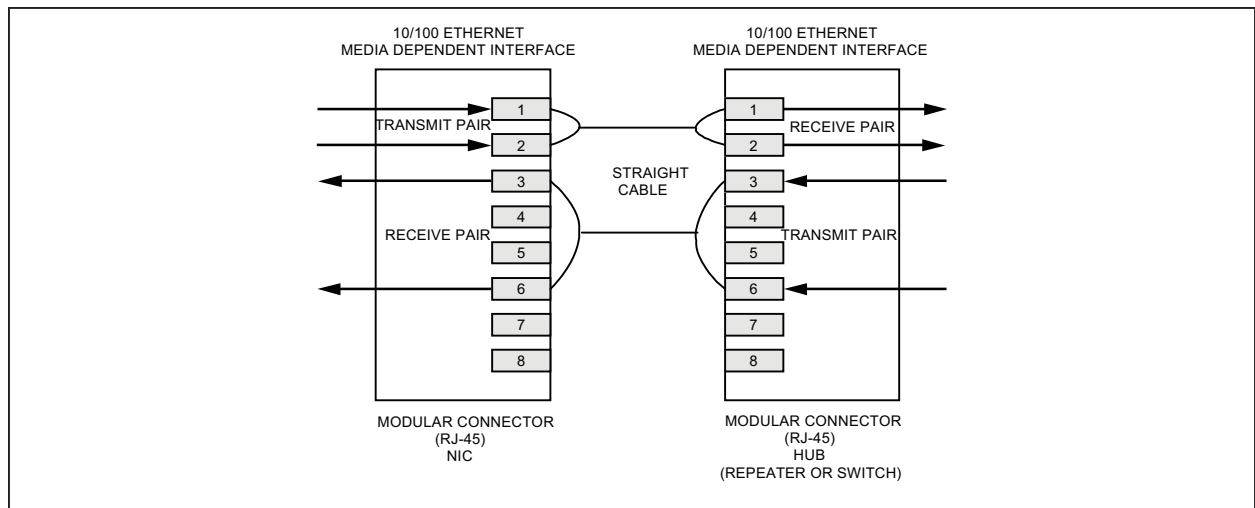 10/100 ETHERNET
MEDIA DEPENDENT INTERFACE
10/100 ETHERNET
MEDIA DEPENDENT INTERFACE
1
TRANSMIT PAIR
2
3
4
RECEIVE PAIR
5
6
7
8
STRAIGHT
CABLE
1
RECEIVE PAIR
2
3
4
TRANSMIT PAIR
5
6
7
8
MODULAR CONNECTOR
(RJ-45)
NIC
MODULAR CONNECTOR
(RJ-45)
HUB
(REPEATER OR SWITCH)